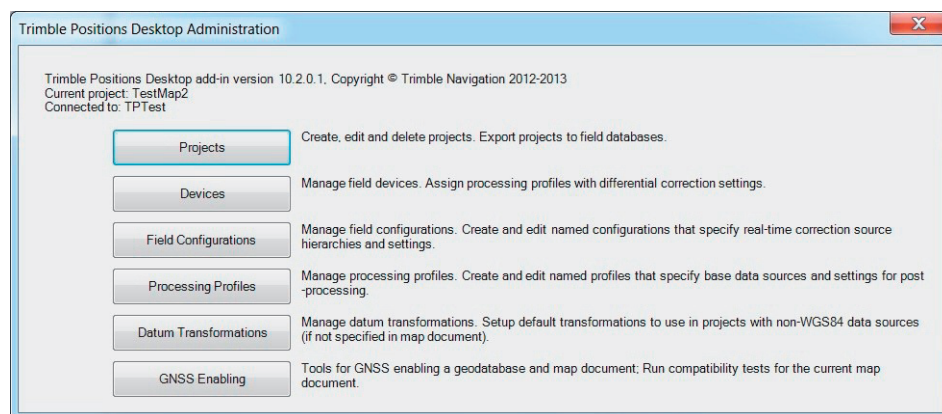 Trimble Positions Desktop Administration
X
Trimble Positions Desktop add-in version 10.2.0.1, Copyright © Trimble Navigation 2012-2013
Current project: TestMap2
Connected to: TPTest
Projects
Create, edit and delete projects. Export projects to field databases.
Devices
Manage field devices. Assign processing profiles with differential correction settings.
Field Configurations
Manage field configurations. Create and edit named configurations that specify real-time correction source
hierarchies and settings.
Processing Profiles
Manage processing profiles. Create and edit named profiles that specify base data sources and settings for post
-processing.
Datum Transformations
Manage datum transformations. Setup default transformations to use in projects with non-WGS84 data sources
(if not specified in map document).
GNSS Enabling
Tools for GNSS enabling a geodatabase and map document; Run compatibility tests for the current map
document.